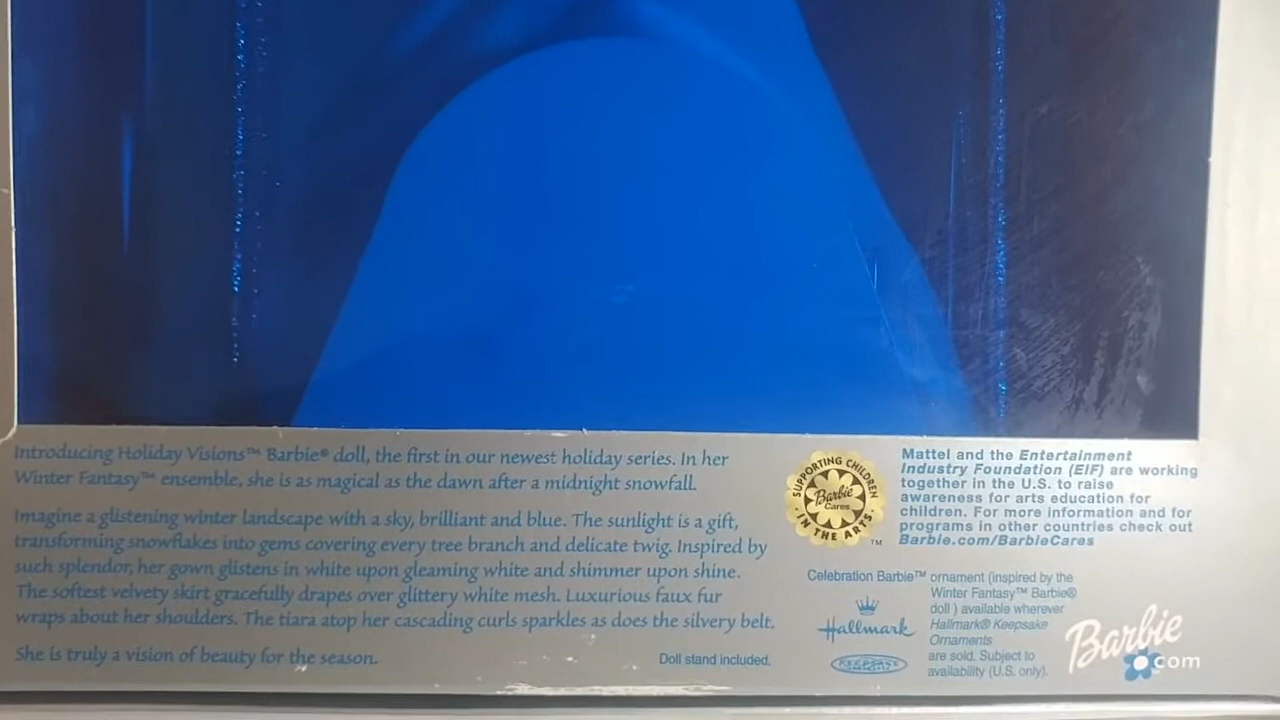 Introducing Holiday Visions™ Barbie® doll, the first in our newest holiday series. In her
Winter Fantasy™ ensemble, she is as magical as the dawn after a midnight snowfall.
Imagine a glistening winter landscape with a sky, brilliant and blue. The sunlight is a gift,
transforming snowflakes into gems covering every tree branch and delicate twig. Inspired by
such splendor, her gown glistens in white upon gleaming white and shimmer upon shine.
The softest velvety skirt gracefully drapes over glittery white mesh. Luxurious faux fur
wraps about her shoulders. The tiara atop her cascading curls sparkles as does the silvery belt.
She is truly a vision of beauty for the season.
Doll stand included.
SUPPORTING CHILDREN
Barbie
Cares
IN THE ARTS
™
Mattel and the Entertainment
Industry Foundation (EIF) are working
together in the U.S. to raise
awareness for arts education for
children. For more information and for
programs in other countries check out
Barbie.com/BarbieCares
Celebration Barbie™ ornament (inspired by the
Winter Fantasy™ Barbie®
doll ) available wherever
Hallmark® Keepsake
Ornaments
are sold. Subject to
availability (U.S. only).
Hallmark
KEEPSAKE
Barbie
.com